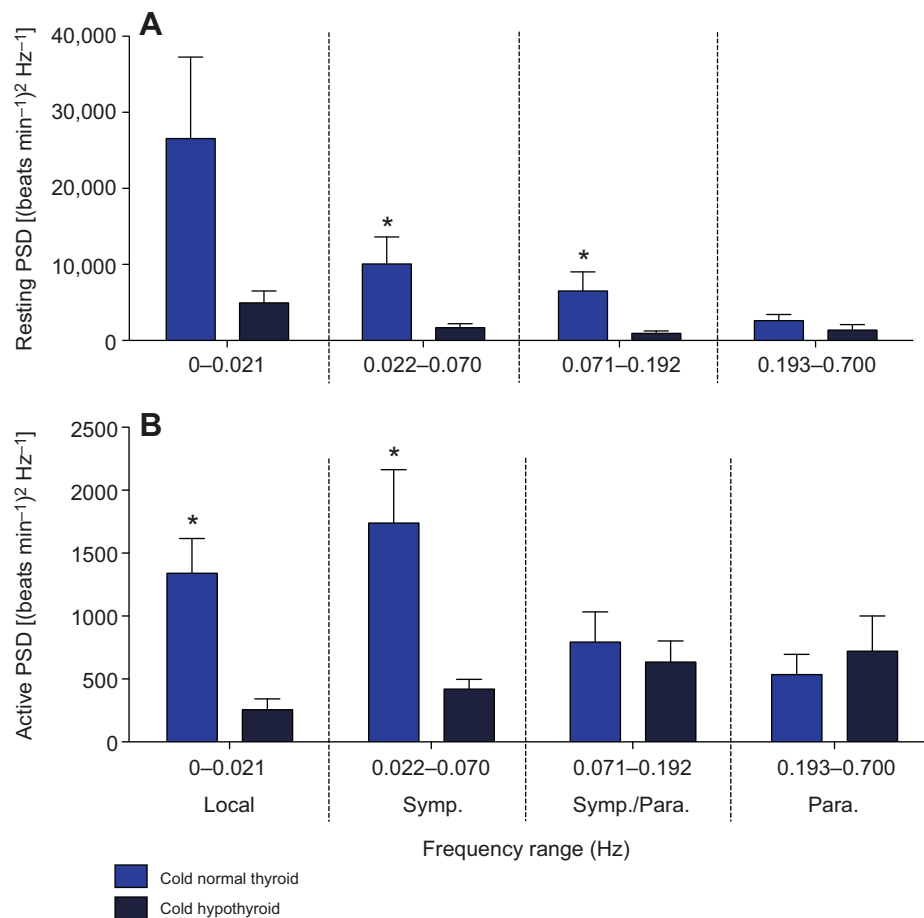 A
Resting PSD [(beats min⁻¹)² Hz⁻¹]
40,000
30,000
20,000
10,000
0
*
*
0–0.021 0.022–0.070 0.071–0.192 0.193–0.700
B
Active PSD [(beats min⁻¹)² Hz⁻¹]
2500
2000
1500
1000
500
0
*
*
0–0.021 0.022–0.070 0.071–0.192 0.193–0.700
Local Symp. Symp./Para. Para.
Frequency range (Hz)
Cold normal thyroid
Cold hypothyroid